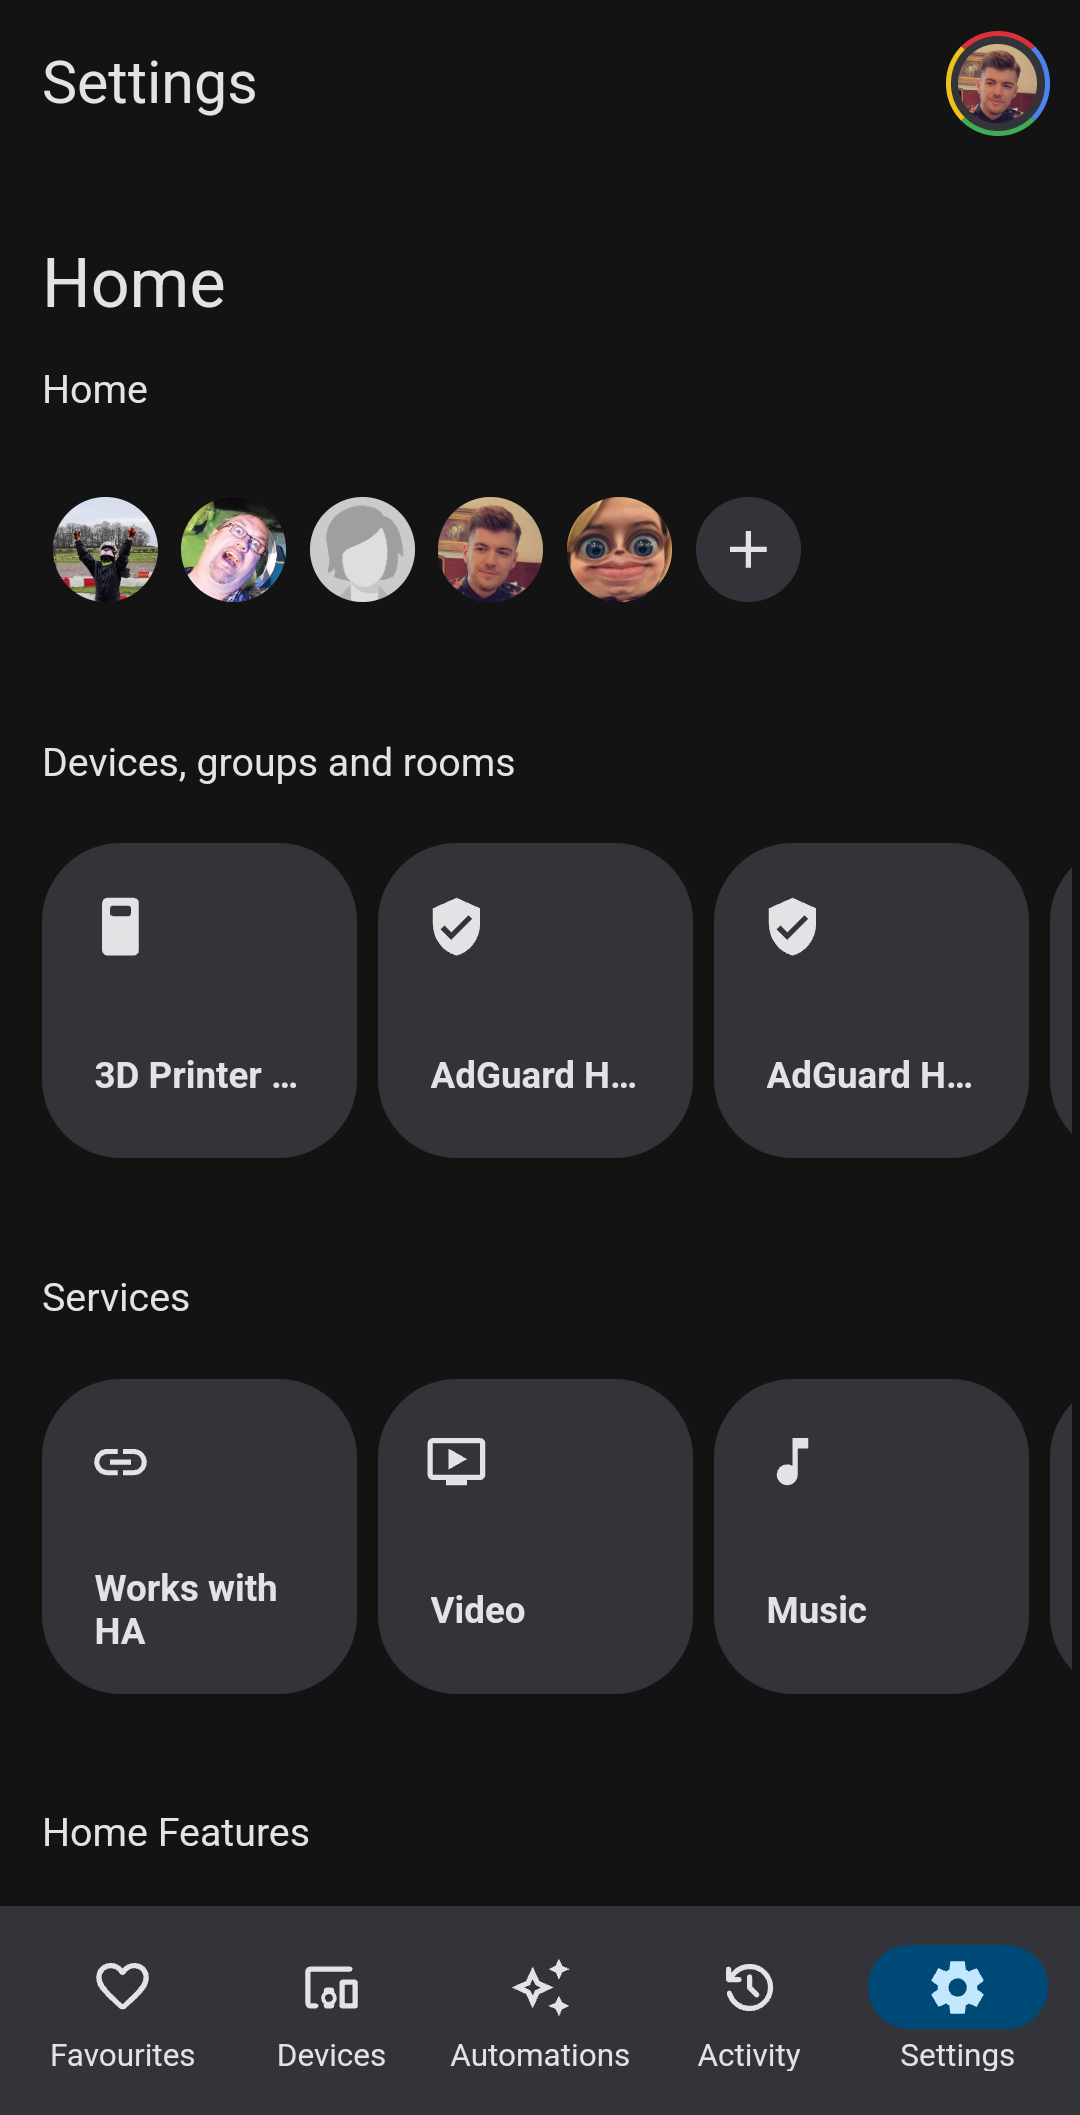 Settings
Home
Home
Devices, groups and rooms
3D Printer ...
AdGuard H...
AdGuard H...
Services
Works with
HA
Video
Music
Home Features
Favourites
Devices
Automations
Activity
Settings